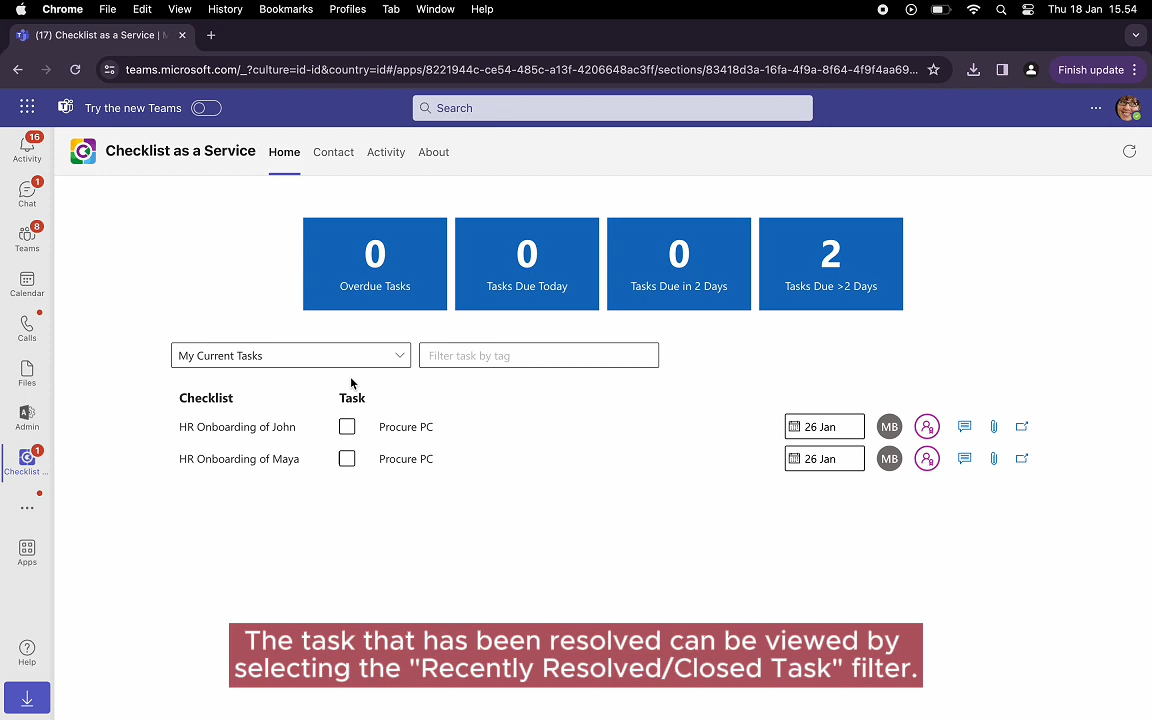 Chrome File Edit View History Bookmarks Profiles Tab Window Help Thu 18 Jan 15.54
(17) Checklist as a Service |
teams.microsoft.com/_?culture=id-id&country=id#/apps/8221944c-ce54-485c-a13f-4206648ac3ff/sections/83418d3a-16fa-4f9a-8f64-4f9f4aa69... Finish update
Try the new Teams Search
16
Activity
Checklist as a Service Home Contact Activity About
1
Chat
8
Teams
Calendar
Calls
Files
Admin
1
Checklist ...
Apps
Help
0 0 0 2
Overdue Tasks Tasks Due Today Tasks Due in 2 Days Tasks Due >2 Days
My Current Tasks Filter task by tag
Checklist Task
HR Onboarding of John Procure PC 26 Jan MB
HR Onboarding of Maya Procure PC 26 Jan MB
The task that has been resolved can be viewed by
selecting the "Recently Resolved/Closed Task" filter.